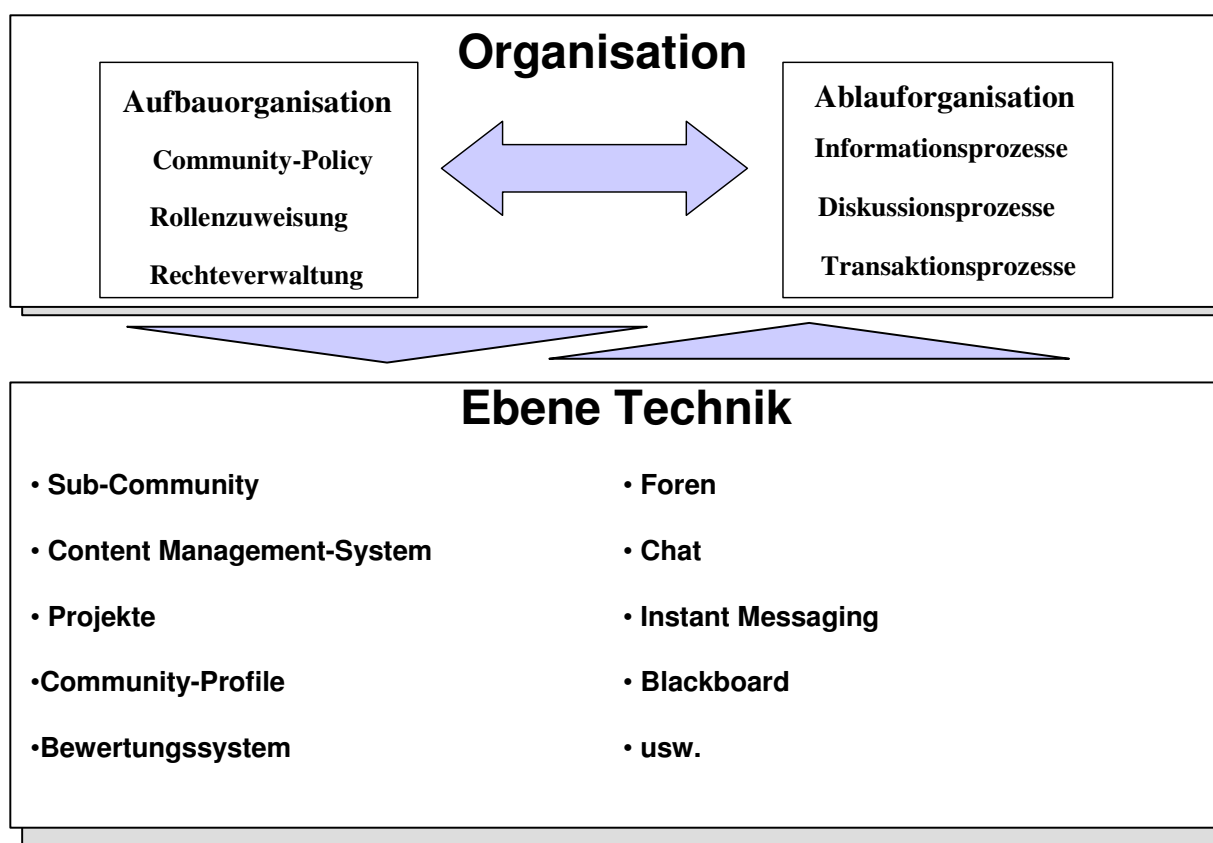 Organisation
Aufbauorganisation
Community-Policy
Rollenzuweisung
Rechteverwaltung
Ablauforganisation
Informationsprozesse
Diskussionsprozesse
Transaktionsprozesse
Ebene Technik
• Sub-Community
• Content Management-System
• Projekte
•Community-Profile
•Bewertungssystem
• Foren
• Chat
• Instant Messaging
• Blackboard
• usw.